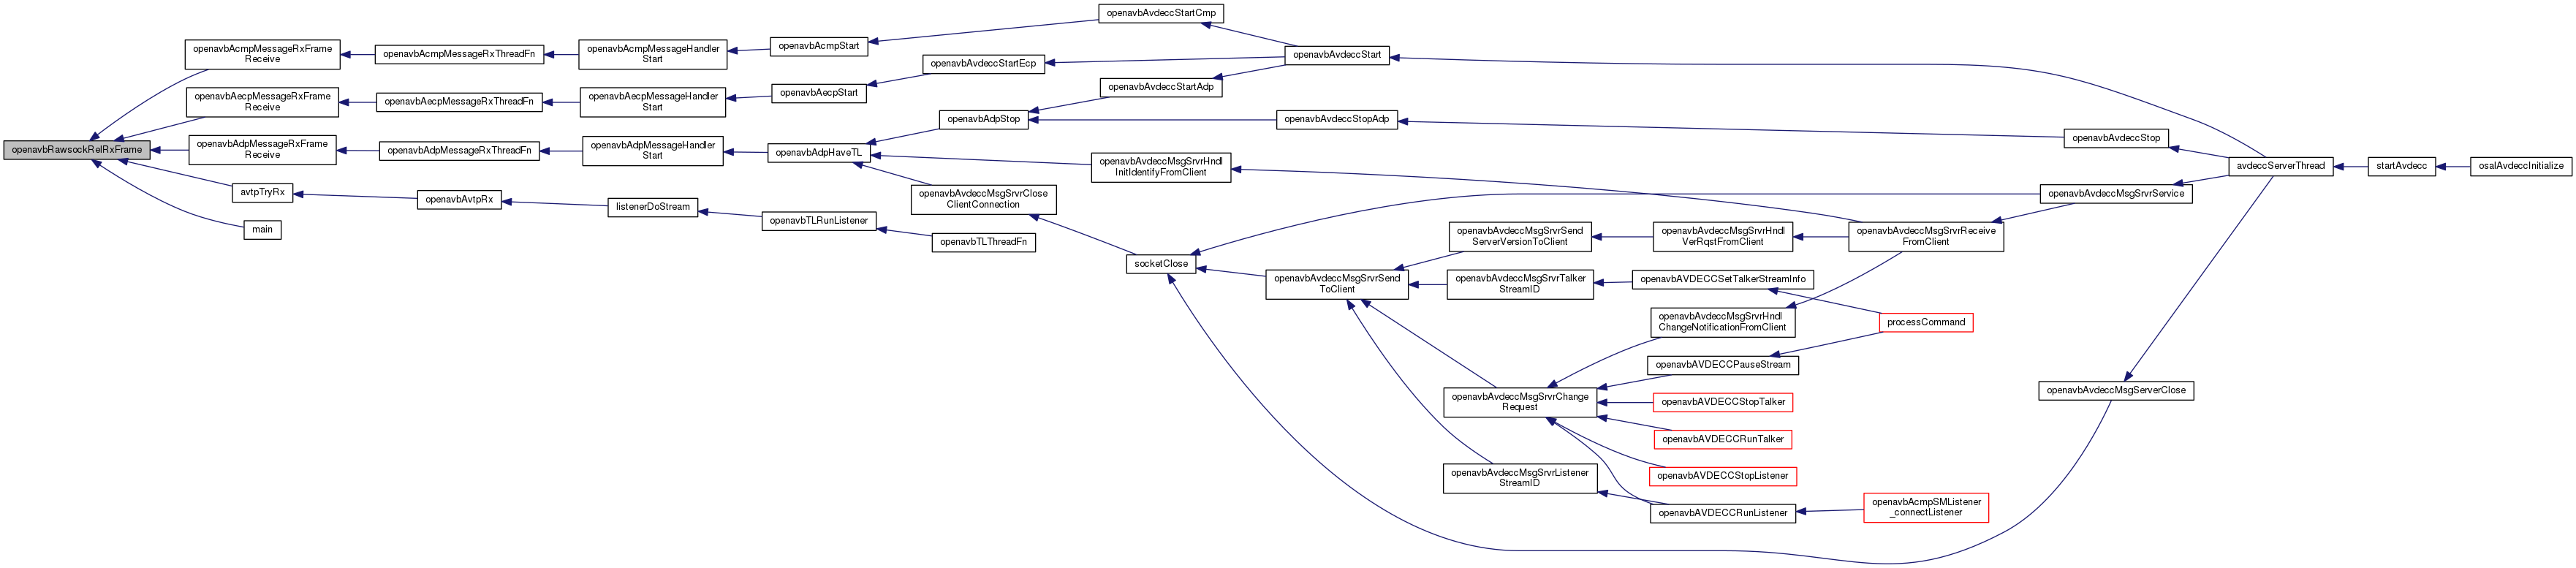 openavbRawsockRelRxFrame
openavbAcmpMessageRxFrame
Receive
openavbAecpMessageRxFrame
Receive
openavbAdpMessageRxFrame
Receive
avtpTryRx
main
openavbAcmpMessageRxThreadFn
openavbAecpMessageRxThreadFn
openavbAdpMessageRxThreadFn
openavbAvtpRx
openavbAcmpMessageHandler
Start
openavbAecpMessageHandler
Start
openavbAdpMessageHandler
Start
listenerDoStream
openavbAcmpStart
openavbAecpStart
openavbAdpHaveTL
openavbTLRunListener
openavbAvdeccStartEcp
openavbAdpStop
openavbAvdeccMsgSrvrClose
ClientConnection
openavbTLThreadFn
openavbAvdeccStartCmp
openavbAvdeccStartAdp
openavbAvdeccMsgSrvrHndl
InitIdentifyFromClient
socketClose
openavbAvdeccStart
openavbAvdeccStopAdp
openavbAvdeccMsgSrvrSend
ToClient
openavbAvdeccMsgSrvrSend
ServerVersionToClient
openavbAvdeccMsgSrvrTalker
StreamID
openavbAvdeccMsgSrvrChange
Request
openavbAvdeccMsgSrvrListener
StreamID
openavbAvdeccMsgSrvrHndl
VerRqstFromClient
openavbAVDECCSetTalkerStreamInfo
openavbAvdeccMsgSrvrHndl
ChangeNotificationFromClient
openavbAVDECCPauseStream
openavbAVDECCStopTalker
openavbAVDECCRunTalker
openavbAVDECCStopListener
openavbAVDECCRunListener
openavbAvdeccMsgSrvrReceive
FromClient
processCommand
openavbAcmpSMListener
_connectListener
openavbAvdeccStop
openavbAvdeccMsgSrvrService
openavbAvdeccMsgServerClose
avdeccServerThread
startAvdecc
osalAvdeccInitialize